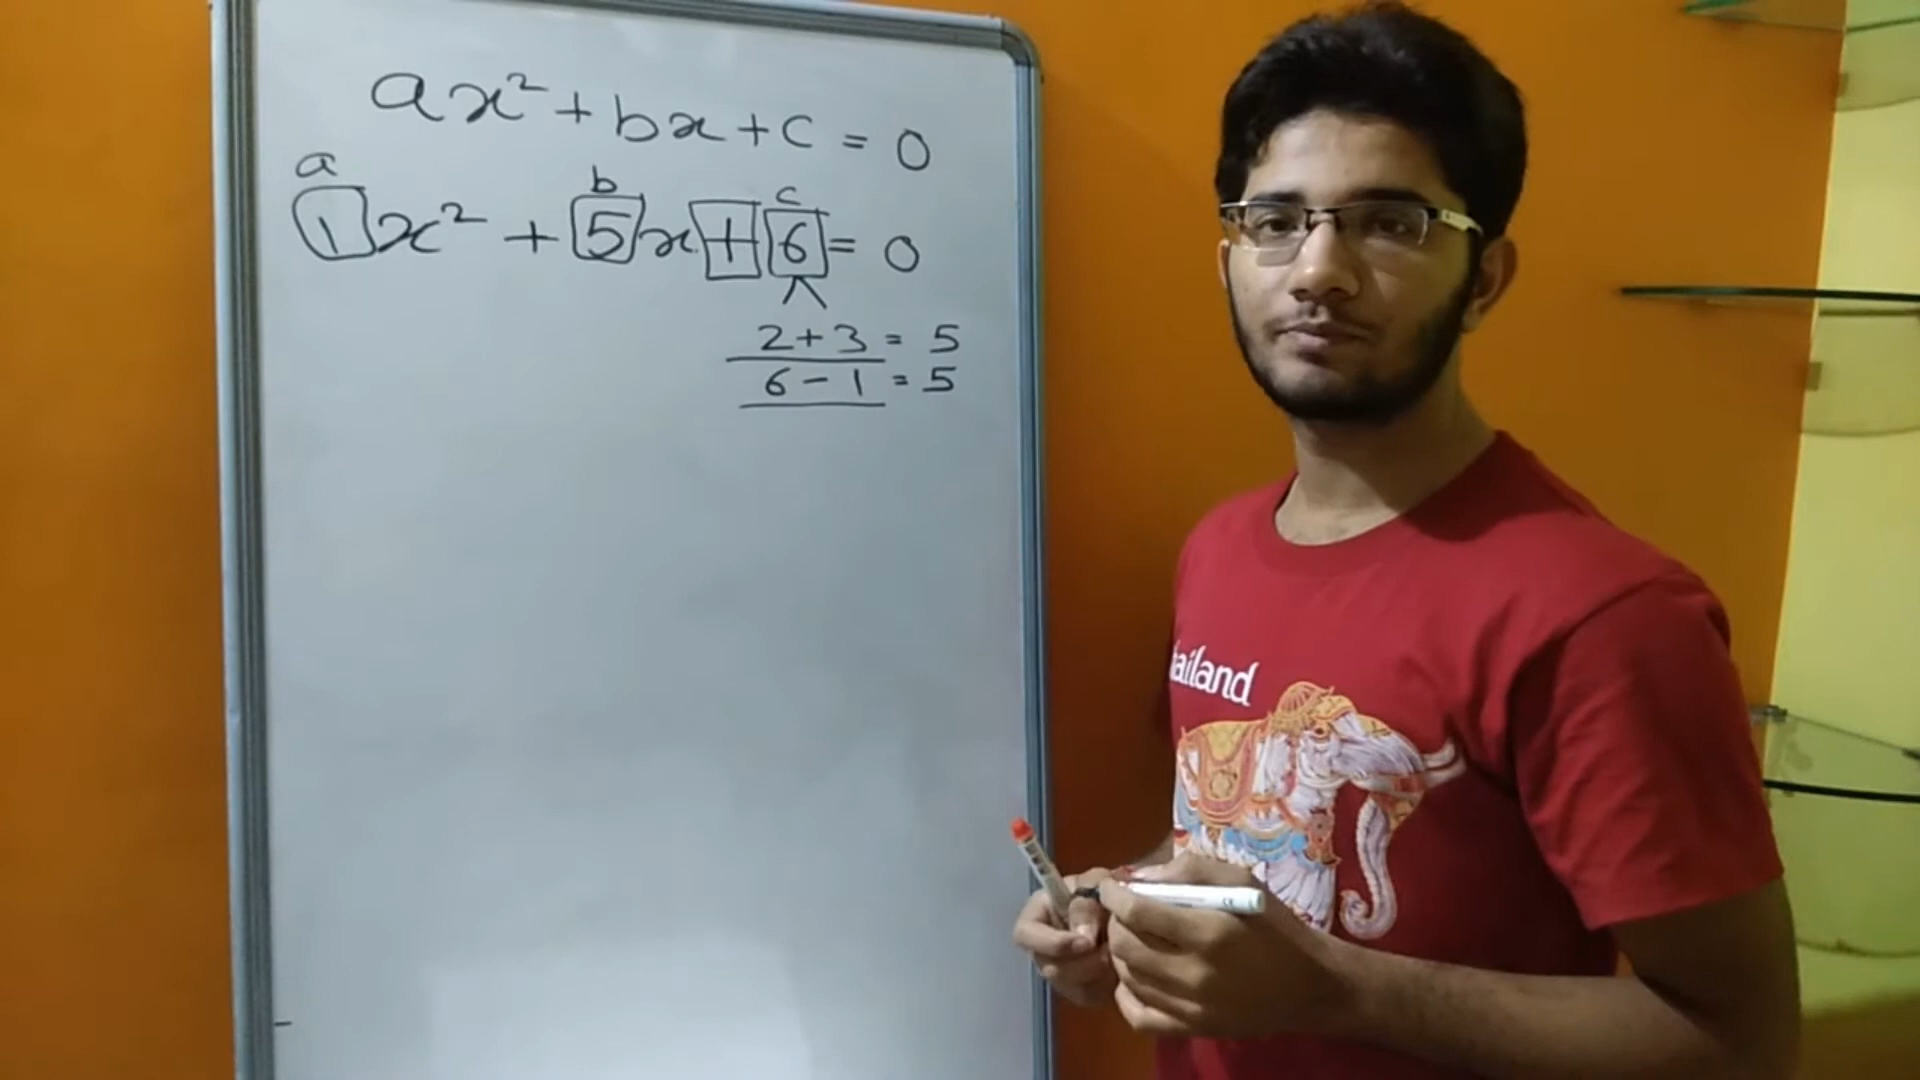 ax² + bx + c = 0
a b c
1x² + 5x + 6 = 0
2 + 3 = 5
6 - 1 = 5
ailand